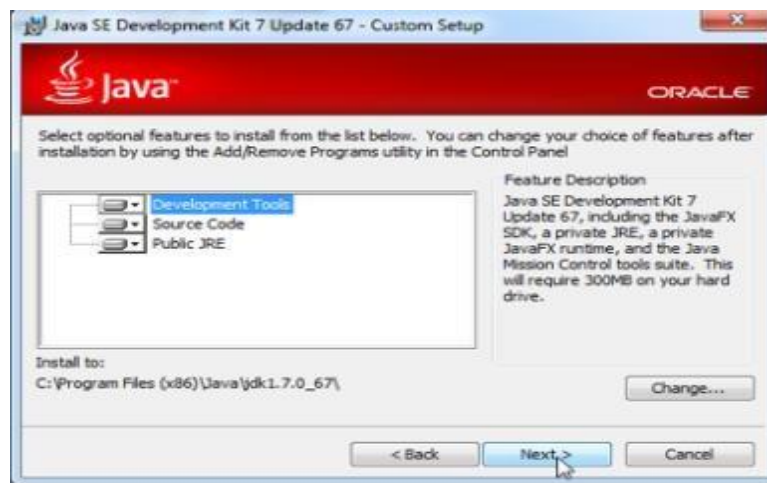 Java SE Development Kit 7 Update 67 - Custom Setup
Java™
ORACLE
Select optional features to install from the list below. You can change your choice of features after
installation by using the Add/Remove Programs utility in the Control Panel
Development Tools
Source Code
Public JRE
Feature Description
Java SE Development Kit 7
Update 67, including the JavaFX
SDK, a private JRE, a private
JavaFX runtime, and the Java
Mission Control tools suite. This
will require 300MB on your hard
drive.
Install to:
C:\Program Files (x86)\Java\jdk1.7.0_67\
Change...
< Back
Next >
Cancel